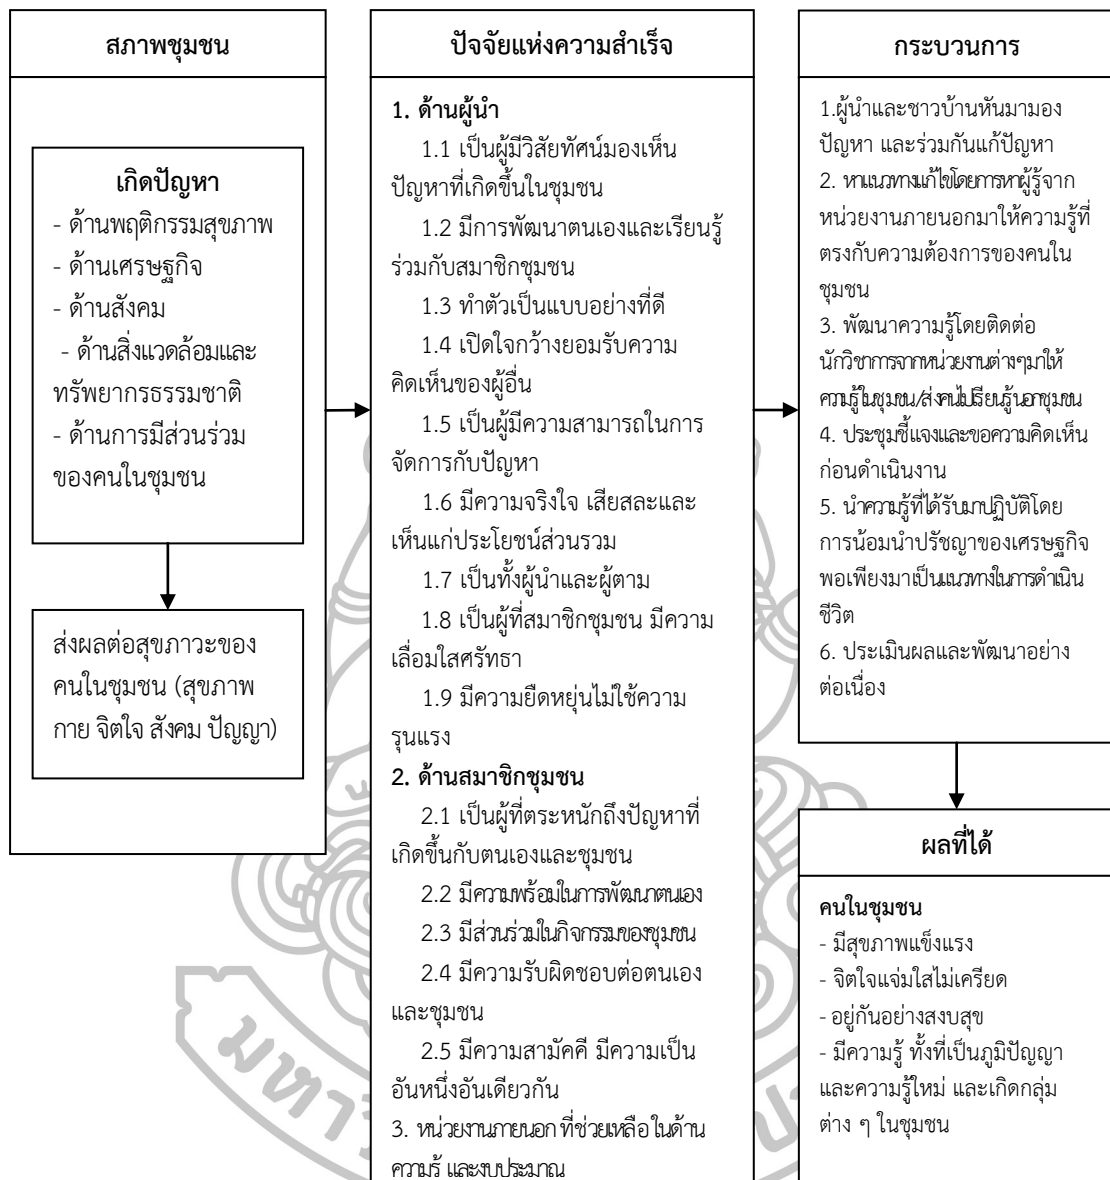 สภาพชุมชน
เกิดปัญหา
- ด้านพฤติกรรมสุขภาพ
- ด้านเศรษฐกิจ
- ด้านสังคม
- ด้านสิ่งแวดล้อมและ
ทรัพยากรธรรมชาติ
- ด้านการมีส่วนร่วม
ของคนในชุมชน
ส่งผลต่อสุขภาวะของ
คนในชุมชน (สุขภาพ
กาย จิตใจ สังคม ปัญญา)
ปัจจัยแห่งความสำเร็จ
1. ด้านผู้นำ
1.1 เป็นผู้มีวิสัยทัศน์มองเห็น
ปัญหาที่เกิดขึ้นในชุมชน
1.2 มีการพัฒนาตนเองและเรียนรู้
ร่วมกับสมาชิกชุมชน
1.3 ทำตัวเป็นแบบอย่างที่ดี
1.4 เปิดใจกว้างยอมรับความ
คิดเห็นของผู้อื่น
1.5 เป็นผู้มีความสามารถในการ
จัดการกับปัญหา
1.6 มีความจริงใจ เสียสละและ
เห็นแก่ประโยชน์ส่วนรวม
1.7 เป็นทั้งผู้นำและผู้ตาม
1.8 เป็นผู้ที่สมาชิกชุมชน มีความ
เลื่อมใสศรัทธา
1.9 มีความยืดหยุ่นไม่ใช้ความ
รุนแรง
2. ด้านสมาชิกชุมชน
2.1 เป็นผู้ที่ตระหนักถึงปัญหาที่
เกิดขึ้นกับตนเองและชุมชน
2.2 มีความพร้อมในการพัฒนาตนเอง
2.3 มีส่วนร่วมในกิจกรรมของชุมชน
2.4 มีความรับผิดชอบต่อตนเอง
และชุมชน
2.5 มีความสามัคคี มีความเป็น
อันหนึ่งอันเดียวกัน
3. หน่วยงานภายนอก ที่ช่วยเหลือในด้าน
ความรู้ และงบประมาณ
กระบวนการ
1.ผู้นำและชาวบ้านหันมามอง
ปัญหา และร่วมกันแก้ปัญหา
2. หาแนวทางแก้ไขโดยการหาผู้รู้จาก
หน่วยงานภายนอกมาให้ความรู้ที่
ตรงกับความต้องการของคนใน
ชุมชน
3. พัฒนาความรู้โดยติดต่อ
นักวิชาการจากหน่วยงานต่างๆมาให้
ความรู้ในชุมชน/ส่งคนไปเรียนรู้นอกชุมชน
4. ประชุมชี้แจงและขอความคิดเห็น
ก่อนดำเนินงาน
5. นำความรู้ที่ได้รับมาปฏิบัติโดย
การน้อมนำปรัชญาของเศรษฐกิจ
พอเพียงมาเป็นแนวทางในการดำเนิน
ชีวิต
6. ประเมินผลและพัฒนาอย่าง
ต่อเนื่อง
ผลที่ได้
คนในชุมชน
- มีสุขภาพแข็งแรง
- จิตใจแจ่มใสไม่เครียด
- อยู่กันอย่างสงบสุข
- มีความรู้ ทั้งที่เป็นภูมิปัญญา
และความรู้ใหม่ และเกิดกลุ่ม
ต่าง ๆ ในชุมชน